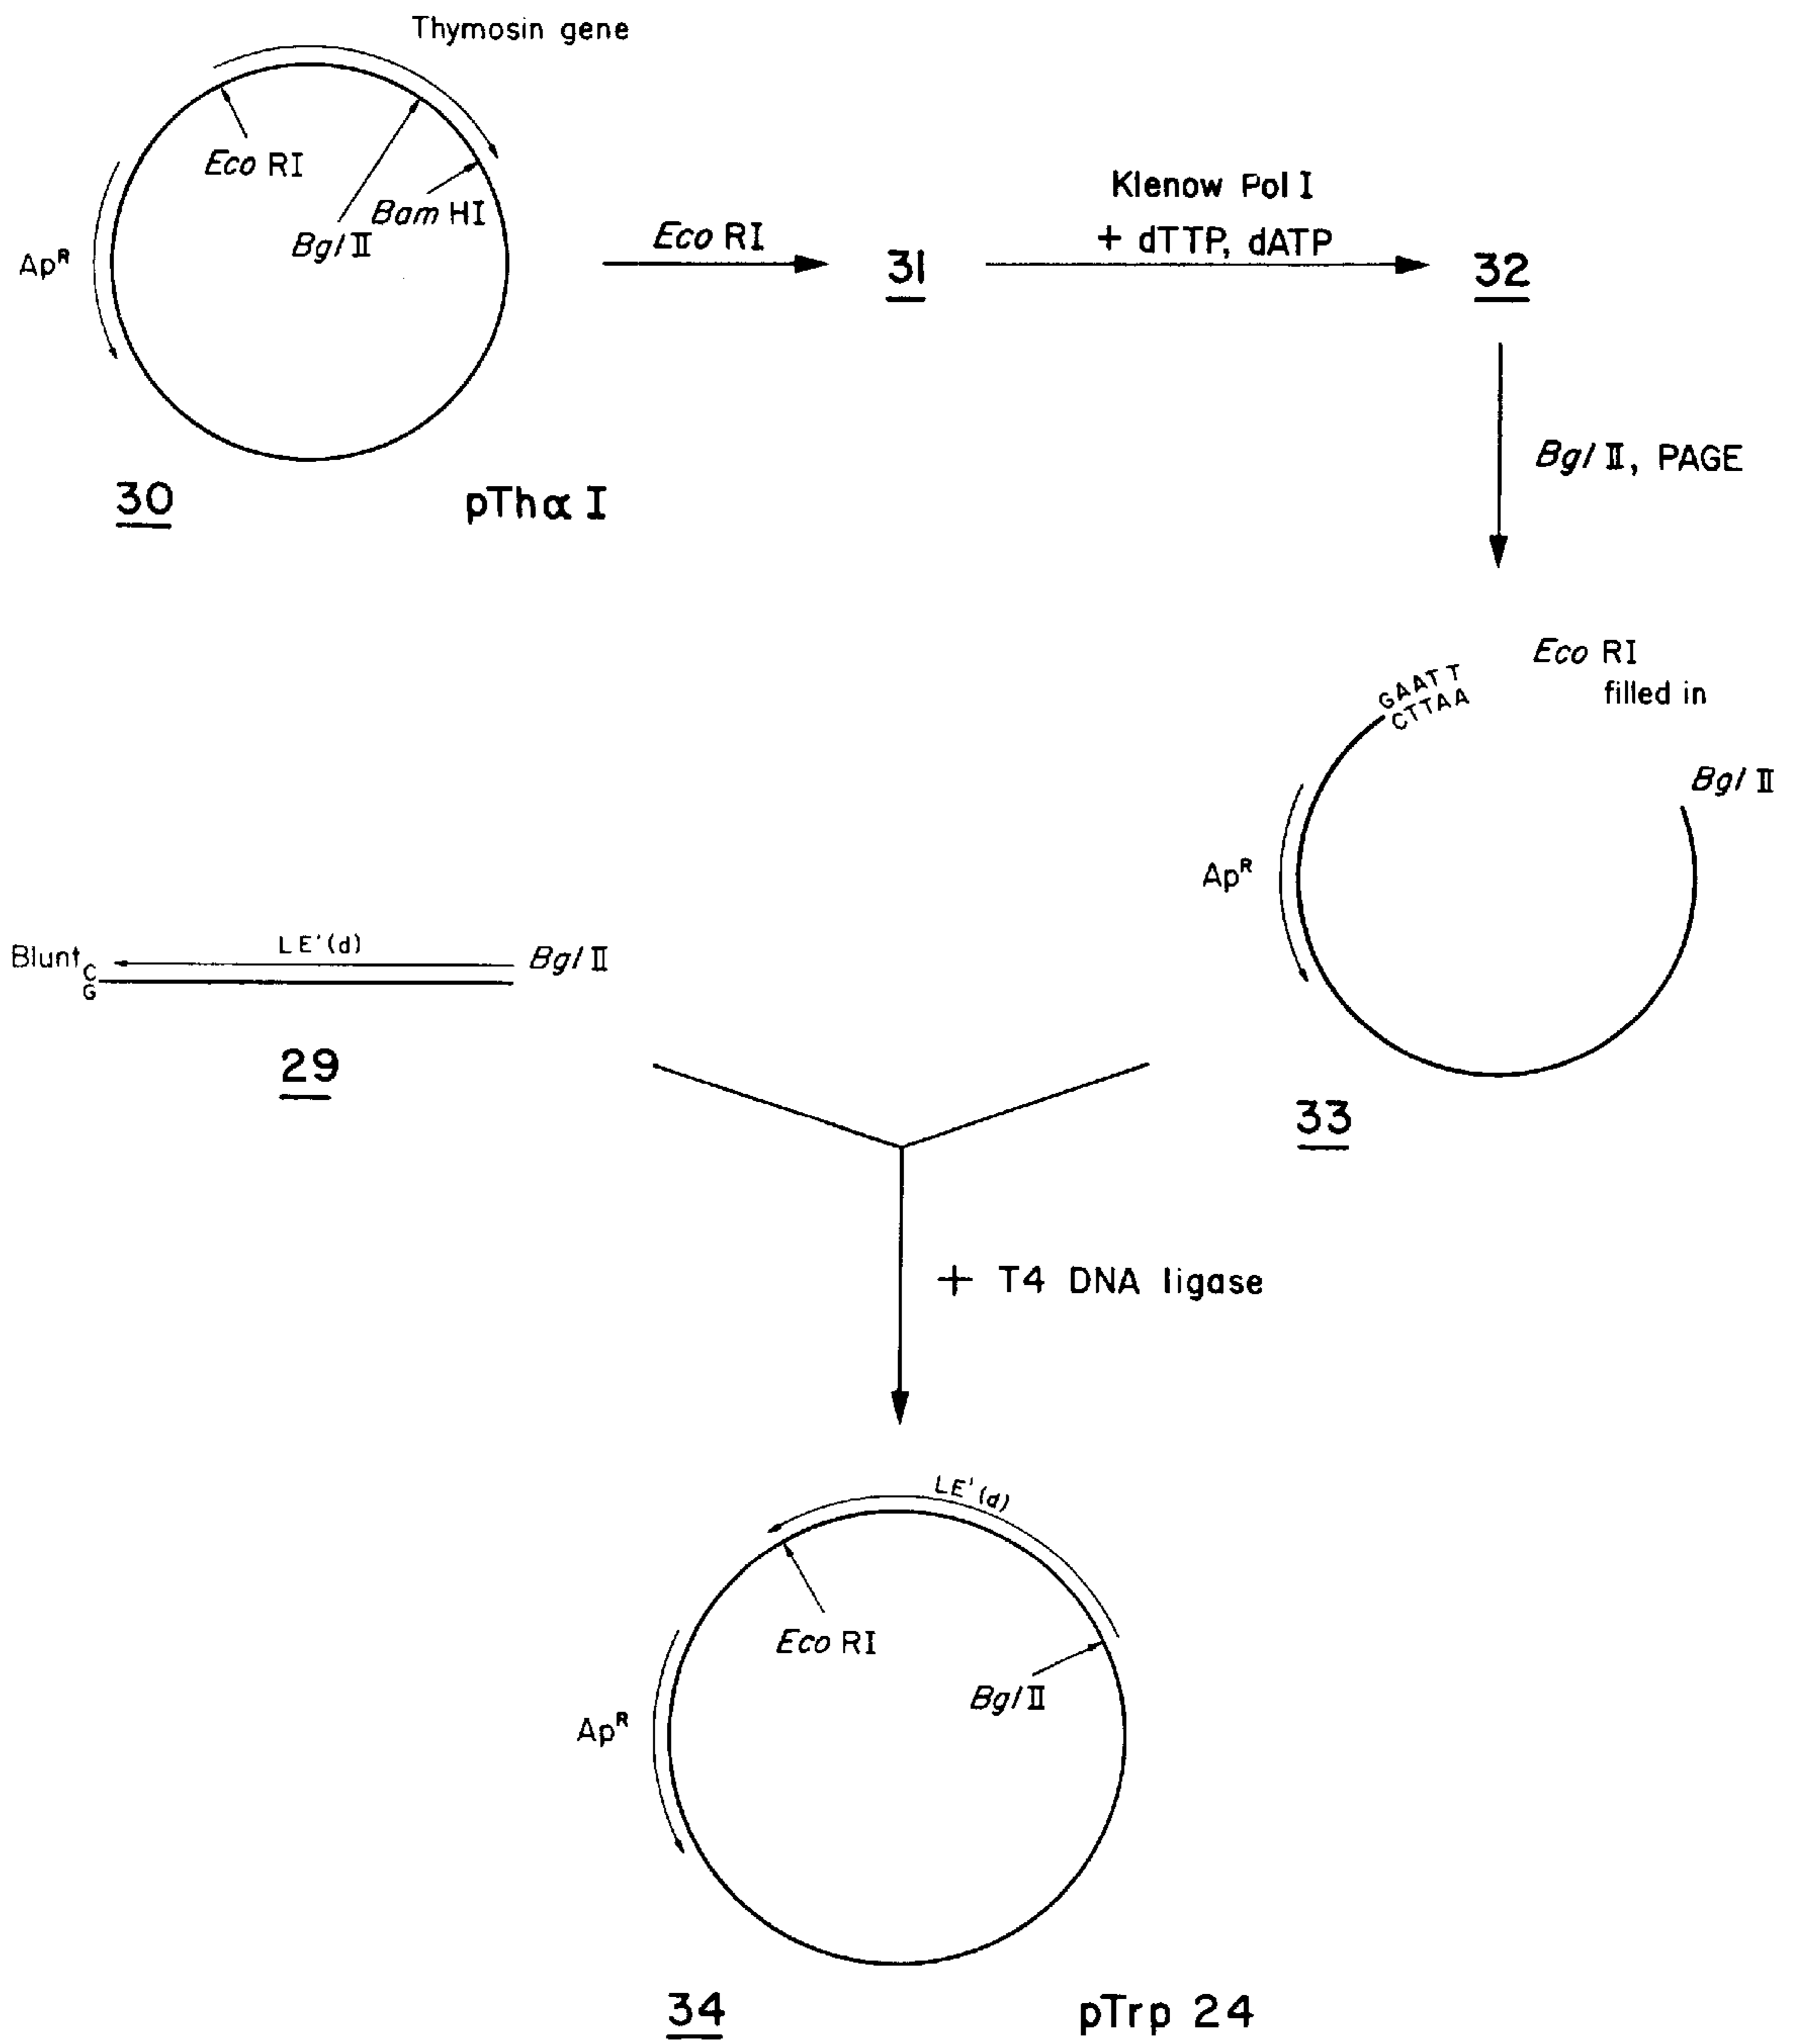 Thymosin gene
Eco RI
Bam HI
Bgl II
Ap^R
30
pThα I
Eco RI
31
Klenow Pol I
+ dTTP, dATP
32
Bgl II, PAGE
Eco RI
filled in
GAATT
CTTAA
Bgl II
Ap^R
33
Blunt
C
G
LE'(d)
Bgl II
29
+ T4 DNA ligase
LE'(d)
Eco RI
Bgl II
Ap^R
34
pTrp 24